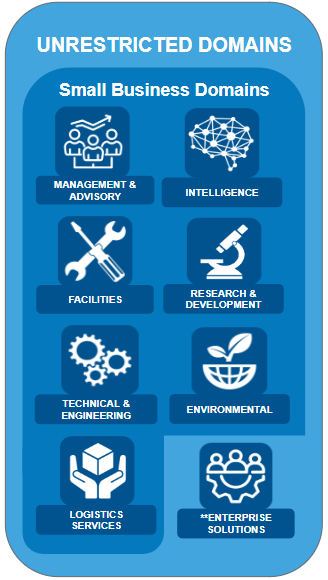 UNRESTRICTED DOMAINS
Small Business Domains
MANAGEMENT &
ADVISORY
INTELLIGENCE
FACILITIES
RESEARCH &
DEVELOPMENT
TECHNICAL &
ENGINEERING
ENVIRONMENTAL
LOGISTICS
SERVICES
**ENTERPRISE
SOLUTIONS